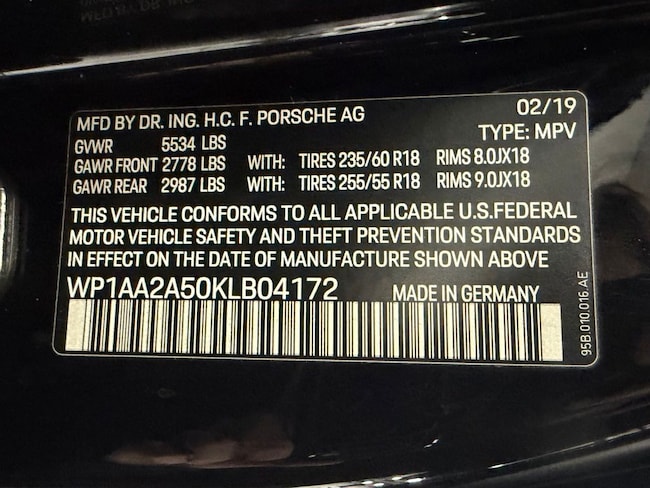 MFD BY DR. ING. H.C. F. PORSCHE AG 02/19
TYPE: MPV
GVWR 5534 LBS
GAWR FRONT 2778 LBS WITH: TIRES 235/60 R18 RIMS 8.0JX18
GAWR REAR 2987 LBS WITH: TIRES 255/55 R18 RIMS 9.0JX18
THIS VEHICLE CONFORMS TO ALL APPLICABLE U.S.FEDERAL
MOTOR VEHICLE SAFETY AND THEFT PREVENTION STANDARDS
IN EFFECT ON THE DATE OF MANUFACTURE SHOWN ABOVE
WP1AA2A50KLB04172 MADE IN GERMANY
95B.010.016.AE